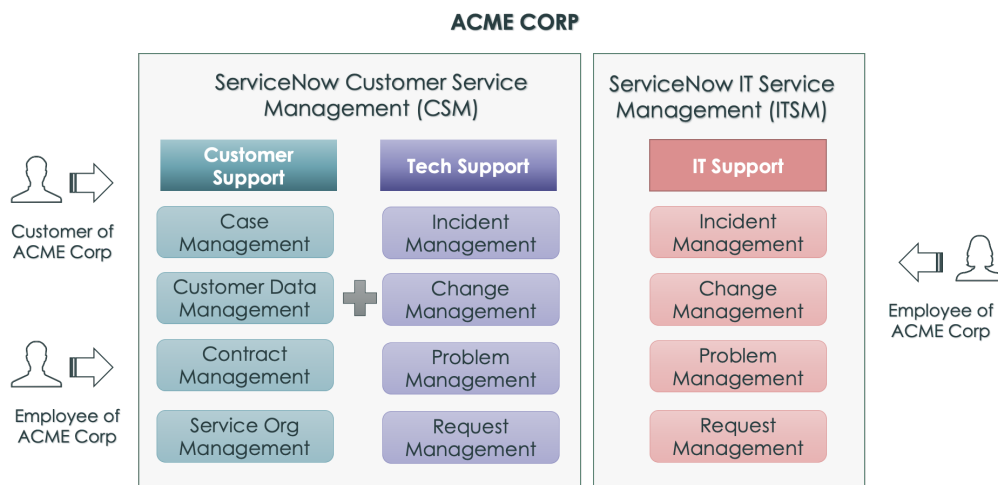 ACME CORP
ServiceNow Customer Service
Management (CSM)
Customer
Support
Case
Management
Customer Data
Management
Contract
Management
Service Org
Management
Tech Support
Incident
Management
Change
Management
Problem
Management
Request
Management
ServiceNow IT Service
Management (ITSM)
IT Support
Incident
Management
Change
Management
Problem
Management
Request
Management
Customer of
ACME Corp
Employee of
ACME Corp
Employee of
ACME Corp